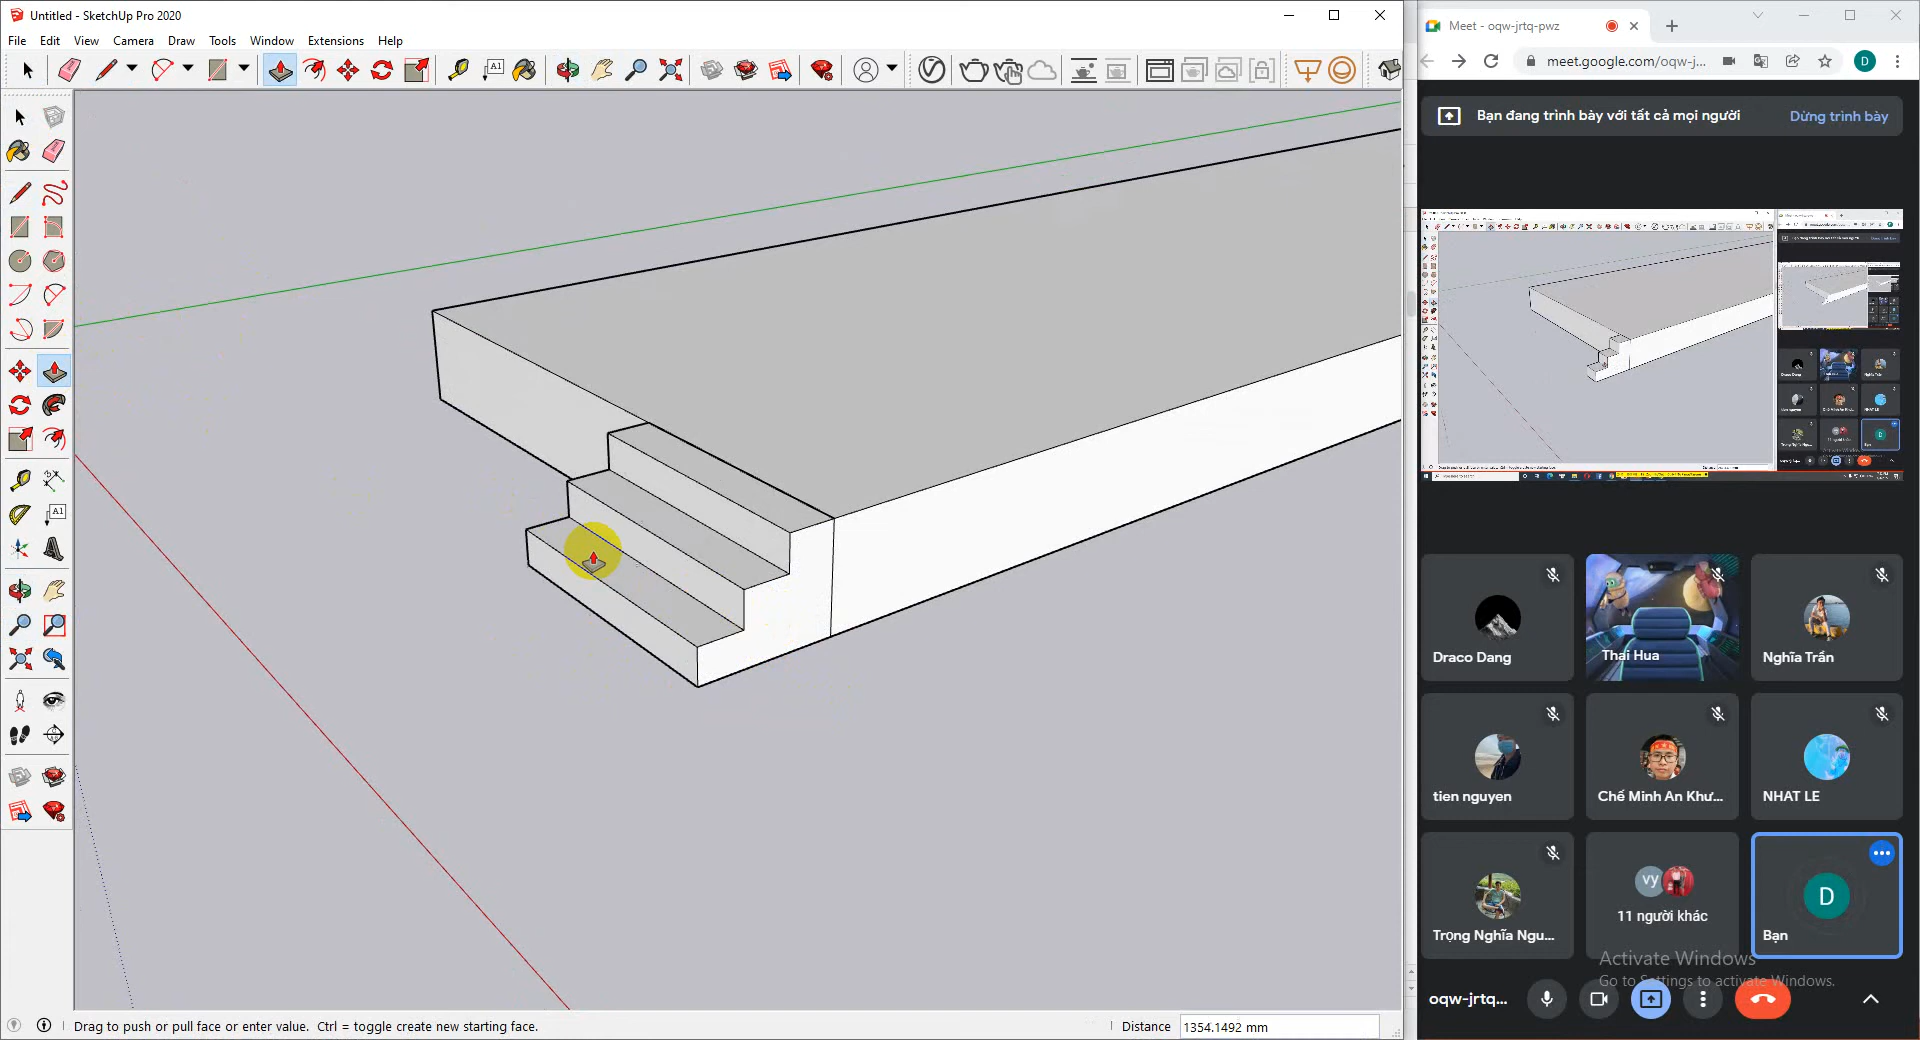 Untitled - SketchUp Pro 2020
File Edit View Camera Draw Tools Window Extensions Help
A1
A1
Drag to push or pull face or enter value. Ctrl = toggle create new starting face.
Distance 1354.1492 mm
Meet - oqw-jrtq-pwz
meet.google.com/oqw-j...
D
Bạn đang trình bày với tất cả mọi người
Dừng trình bày
Draco Dang
Thai Hua
Nghĩa Trần
tien nguyen
Chế Minh An Khư...
NHAT LE
Trọng Nghĩa Ngu...
vy
11 người khác
D
Bạn
Activate Windows
Go to Settings to activate Windows.
oqw-jrtq...